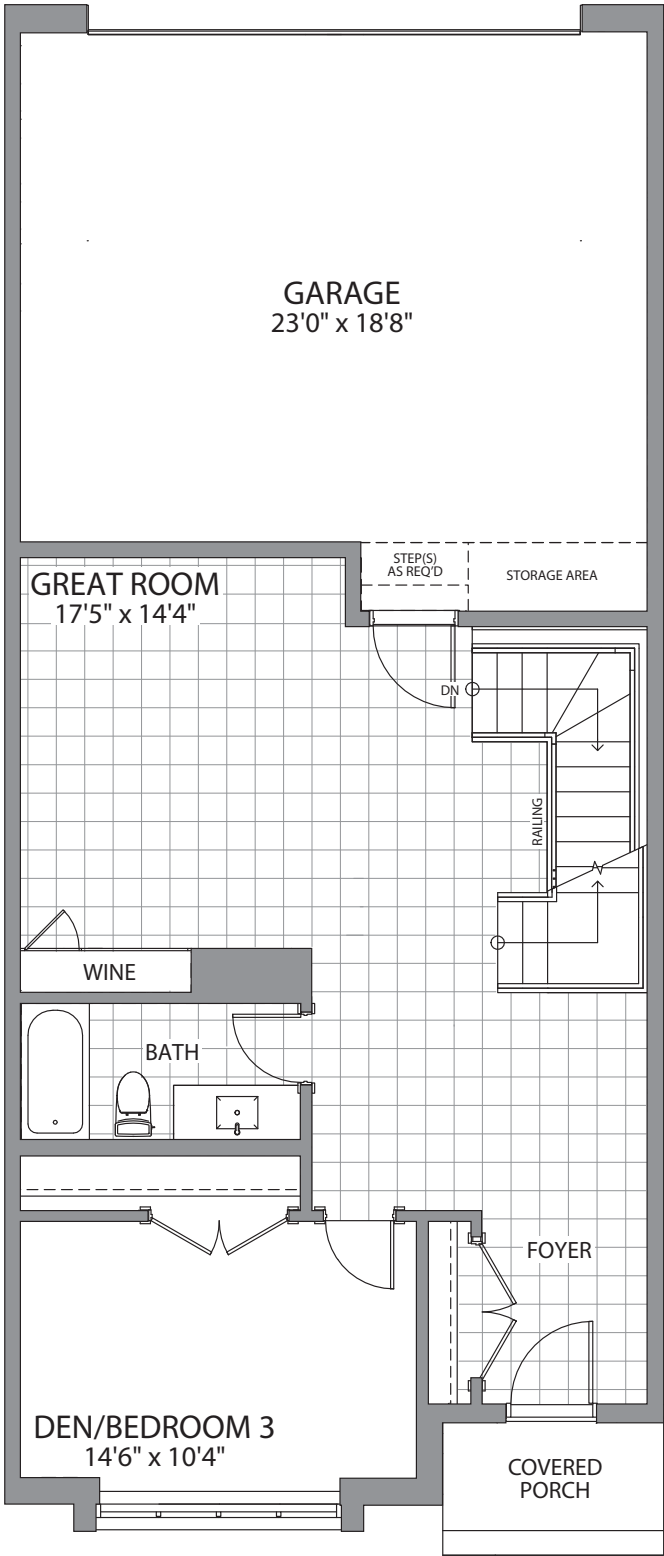 GARAGE
23'0" x 18'8"
STEP(S)
AS REQ'D
STORAGE AREA
GREAT ROOM
17'5" x 14'4"
DN
RAILING
WINE
BATH
FOYER
DEN/BEDROOM 3
14'6" x 10'4"
COVERED
PORCH